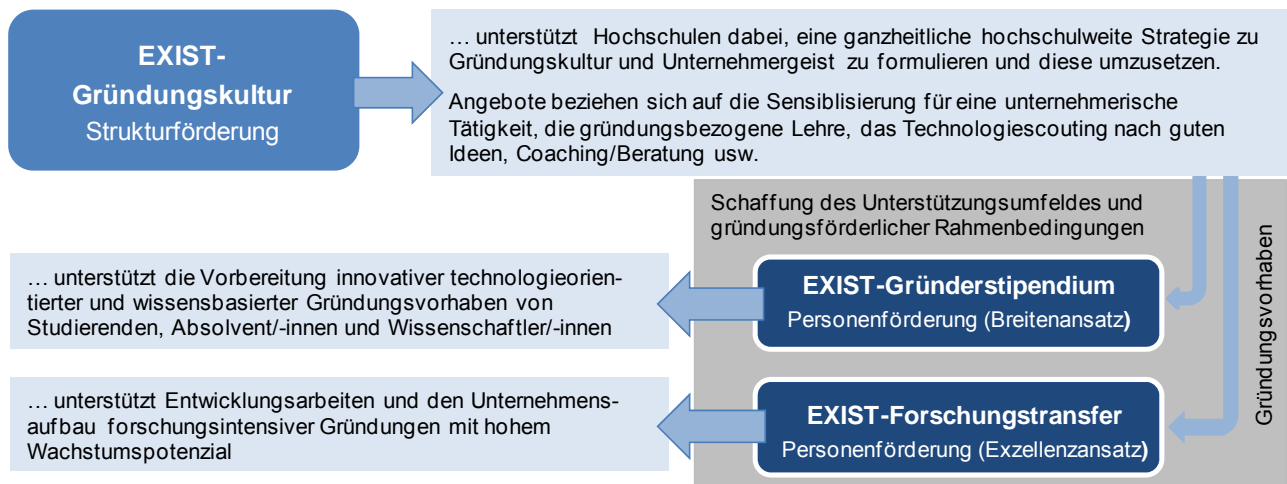 EXIST-
Gründungskultur
Strukturförderung
… unterstützt Hochschulen dabei, eine ganzheitliche hochschulweite Strategie zu
Gründungskultur und Unternehmergeist zu formulieren und diese umzusetzen.
Angebote beziehen sich auf die Sensiblisierung für eine unternehmerische
Tätigkeit, die gründungsbezogene Lehre, das Technologiescouting nach guten
Ideen, Coaching/Beratung usw.
Schaffung des Unterstützungsumfeldes und
gründungsförderlicher Rahmenbedingungen
Gründungsvorhaben
… unterstützt die Vorbereitung innovativer technologieorien-
tierter und wissensbasierter Gründungsvorhaben von
Studierenden, Absolvent/-innen und Wissenschaftler/-innen
EXIST-Gründerstipendium
Personenförderung (Breitenansatz)
… unterstützt Entwicklungsarbeiten und den Unternehmens-
aufbau forschungsintensiver Gründungen mit hohem
Wachstumspotenzial
EXIST-Forschungstransfer
Personenförderung (Exzellenzansatz)